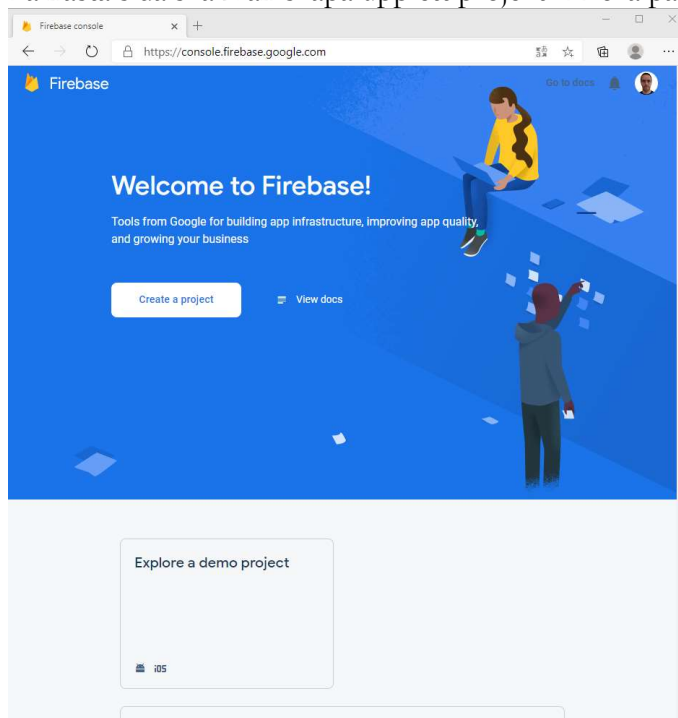 Firebase console
https://console.firebase.google.com
Firebase
Go to docs
Welcome to Firebase!
Tools from Google for building app infrastructure, improving app quality,
and growing your business
Create a project
View docs
Explore a demo project
iOS